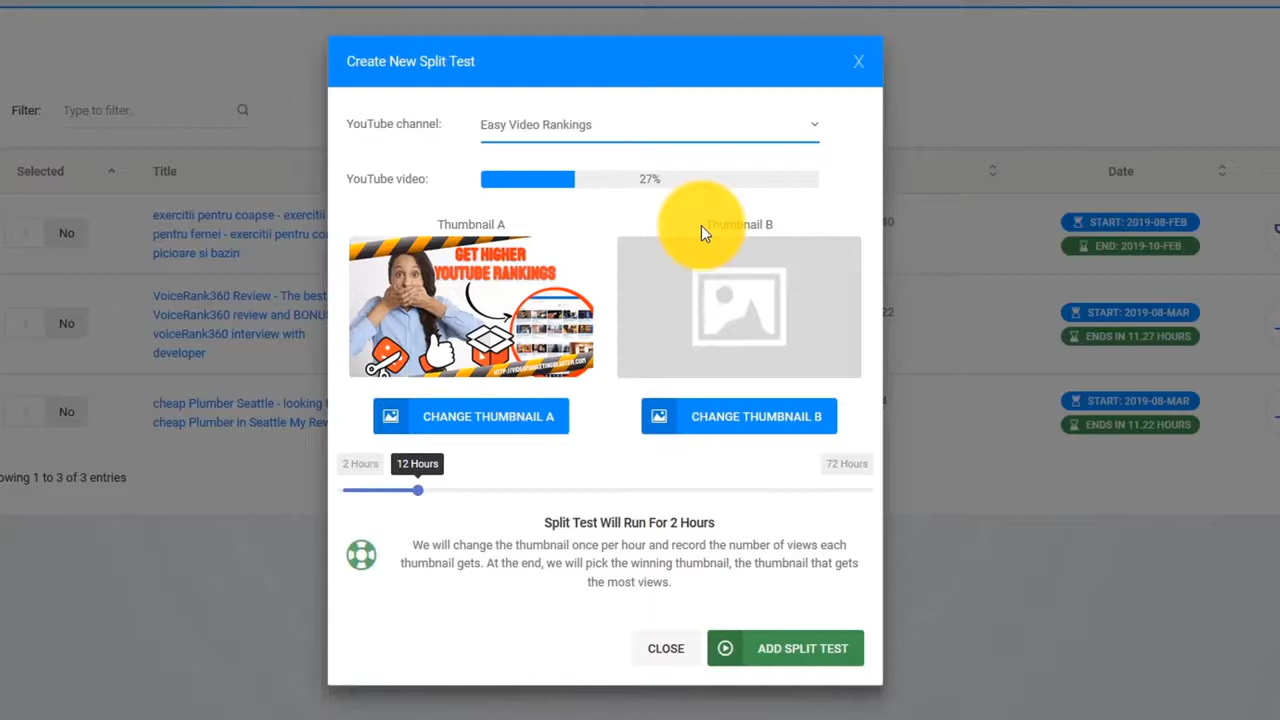 Create New Split Test
X
Filter:
Type to filter..
YouTube channel:
Easy Video Rankings
Selected
Title
Date
YouTube video:
27%
Thumbnail A
Thumbnail B
exercitii pentru coapse - exercitii
pentru femei - exercitii pentru coa
picioare si bazin
No
40
START: 2019-08-FEB
END: 2019-10-FEB
GET HIGHER
YOUTUBE RANKINGS
HTTP://VIDEOMARKETINGBLASTER.COM
VoiceRank360 Review - The best
VoiceRank360 review and BONUS
voiceRank360 interview with
developer
No
22
START: 2019-08-MAR
ENDS IN 11.27 HOURS
cheap Plumber Seattle - looking f
cheap Plumber in Seattle My Rev
No
4
START: 2019-08-MAR
ENDS IN 11.22 HOURS
CHANGE THUMBNAIL A
CHANGE THUMBNAIL B
2 Hours
12 Hours
72 Hours
owing 1 to 3 of 3 entries
Split Test Will Run For 2 Hours
We will change the thumbnail once per hour and record the number of views each
thumbnail gets. At the end, we will pick the winning thumbnail, the thumbnail that gets
the most views.
CLOSE
ADD SPLIT TEST